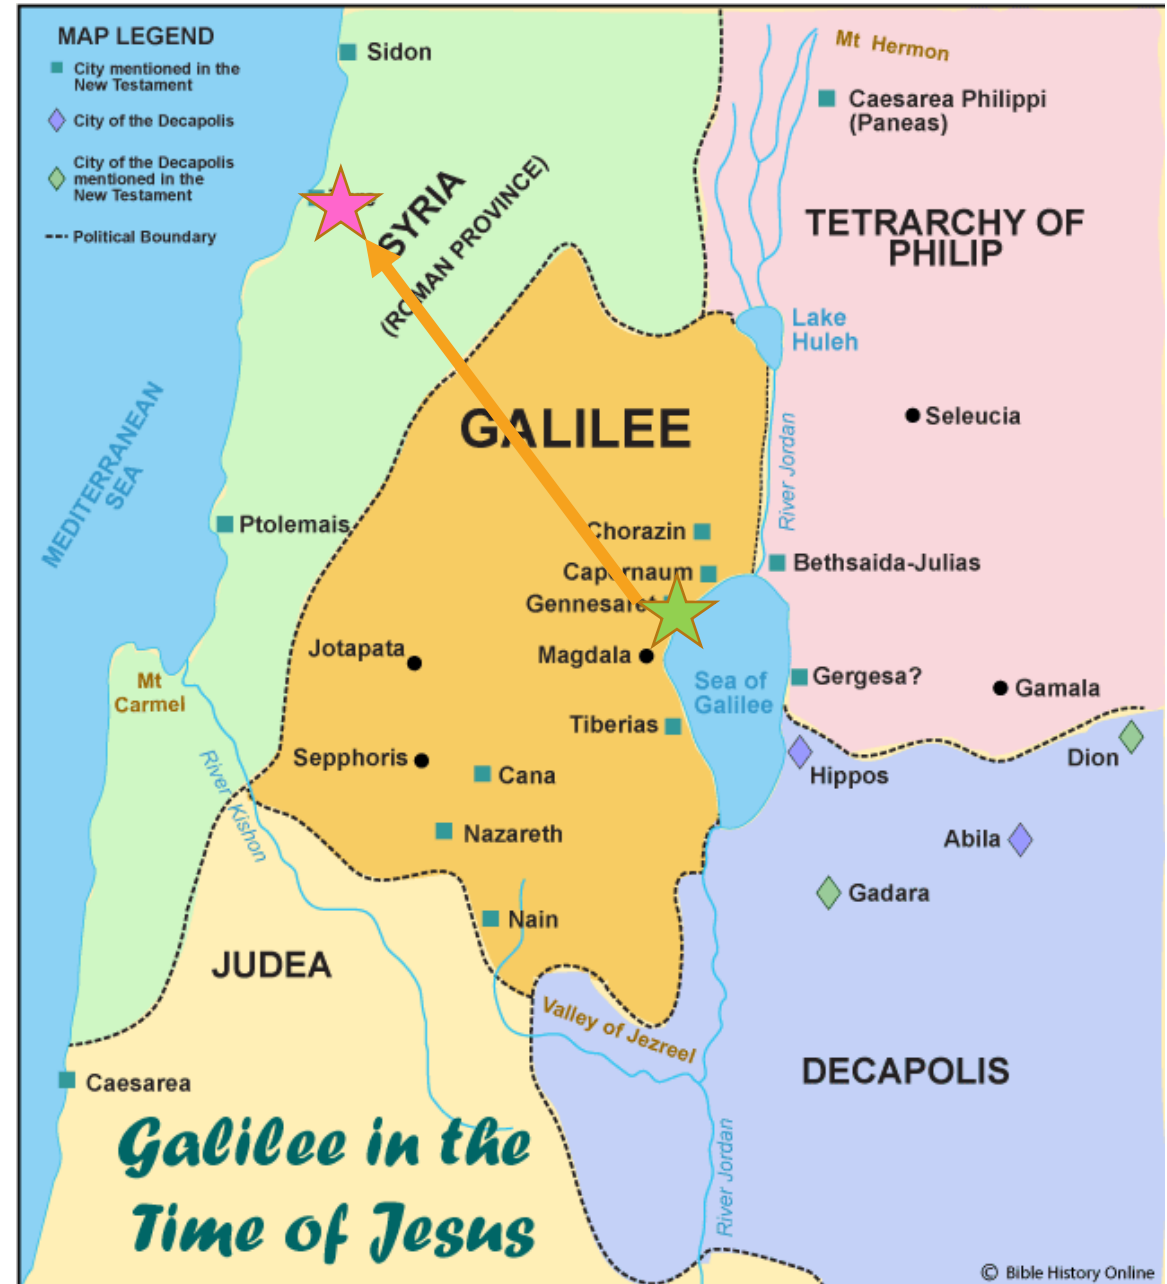 MAP LEGEND
City mentioned in the
New Testament
City of the Decapolis
City of the Decapolis
mentioned in the
New Testament
Political Boundary
Sidon
Mt Hermon
Caesarea Philippi
(Paneas)
SYRIA
(ROMAN PROVINCE)
TETRARCHY OF
PHILIP
Lake
Huleh
GALILEE
Seleucia
River Jordan
MEDITERRANEAN
SEA
Ptolemais
Chorazin
Capernaum
Bethsaida-Julias
Gennesaret
Jotapata
Magdala
Sea of
Galilee
Gergesa?
Gamala
Mt
Carmel
Tiberias
Dion
Sepphoris
Cana
Hippos
River Kishon
Nazareth
Abila
Gadara
Nain
JUDEA
Valley of Jezreel
DECAPOLIS
Caesarea
Galilee in the
Time of Jesus
River Jordan
© Bible History Online